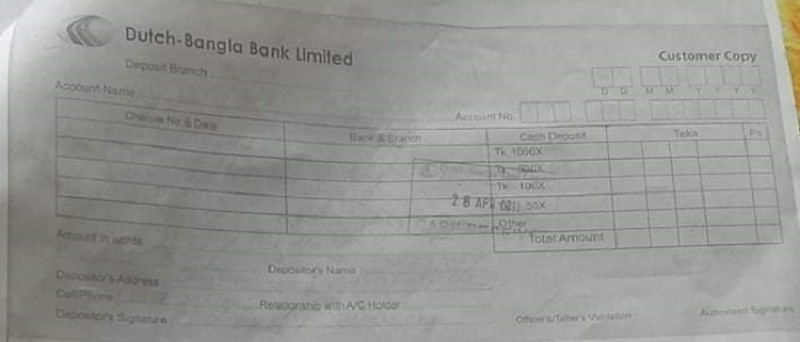 Dutch-Bangla Bank Limited
Customer Copy
Deposit Branch
D D M M Y Y Y Y
Account Name
Account No.
Cheque No & Date Bank & Branch Cash Deposit Taka Ps.
Tk. 1000X
Tk. 500X
Tk. 100X
28 APR 50X
Other
Total Amount
Amount in words
Depositor's Name
Depositor's Address
Cell/Phone
Relationship with A/C Holder
Depositor's Signature
Officer's/Teller's Validation
Authorized Signature